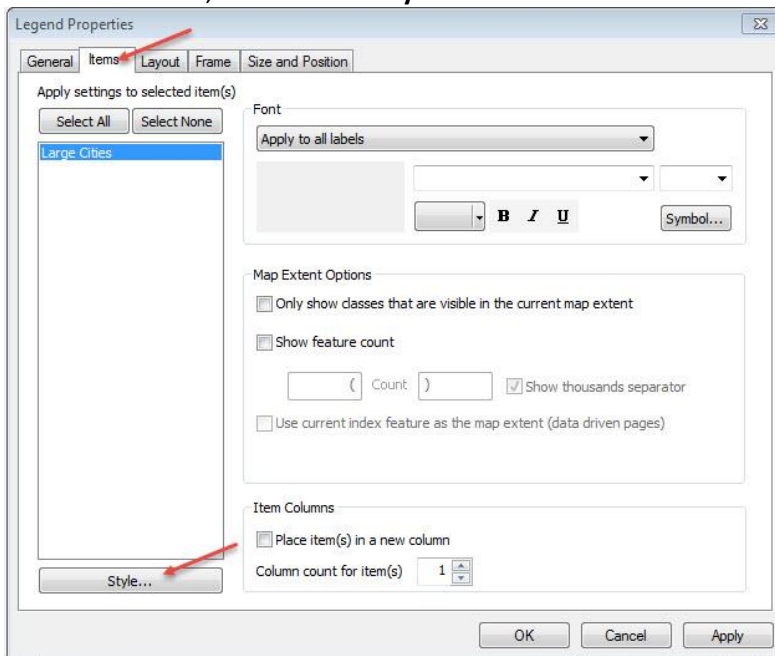 Legend Properties
General Items Layout Frame Size and Position
Apply settings to selected item(s)
Select All Select None
Large Cities
Font
Apply to all labels
B I U
Symbol...
Map Extent Options
Only show classes that are visible in the current map extent
Show feature count
( Count ) Show thousands separator
Use current index feature as the map extent (data driven pages)
Item Columns
Place item(s) in a new column
Column count for item(s) 1
Style...
OK Cancel Apply